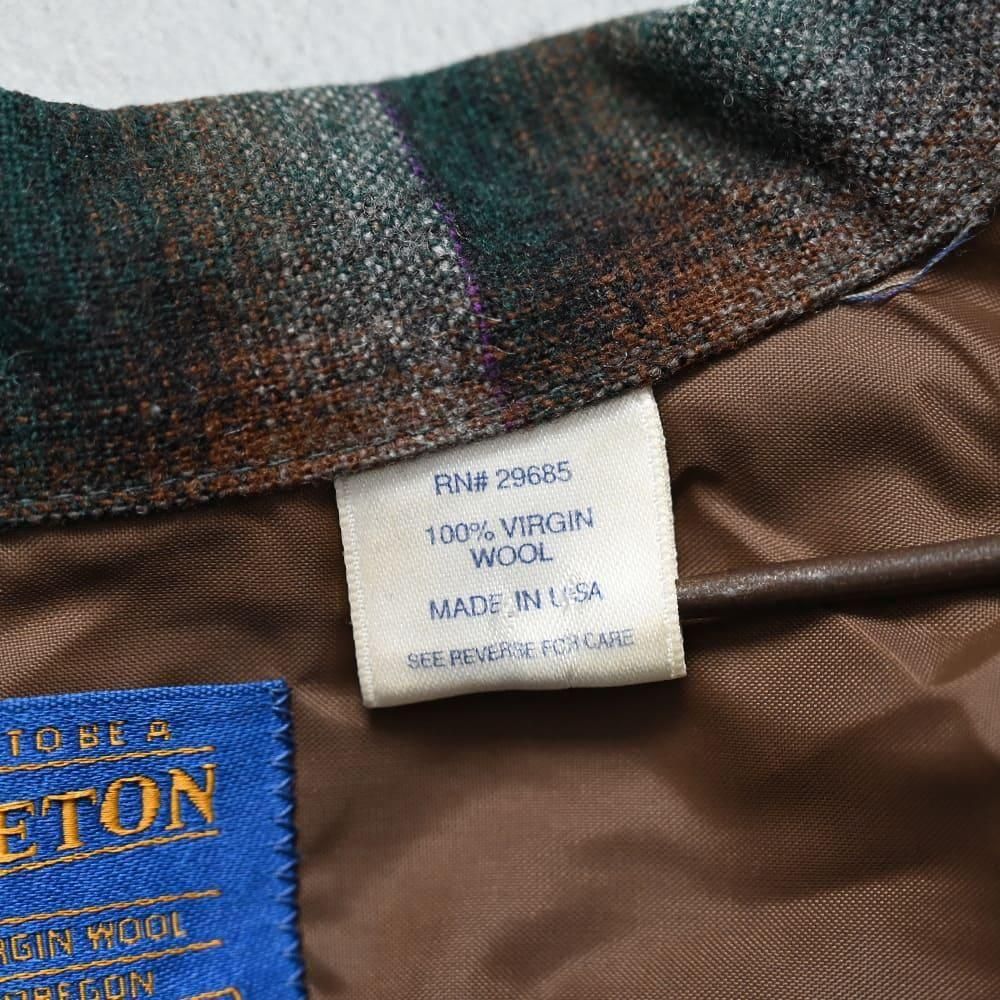 RN# 29685
100% VIRGIN
WOOL
MADE IN USA
SEE REVERSE FOR CARE
TO BE A
ETON
RGIN WOOL
OREGON